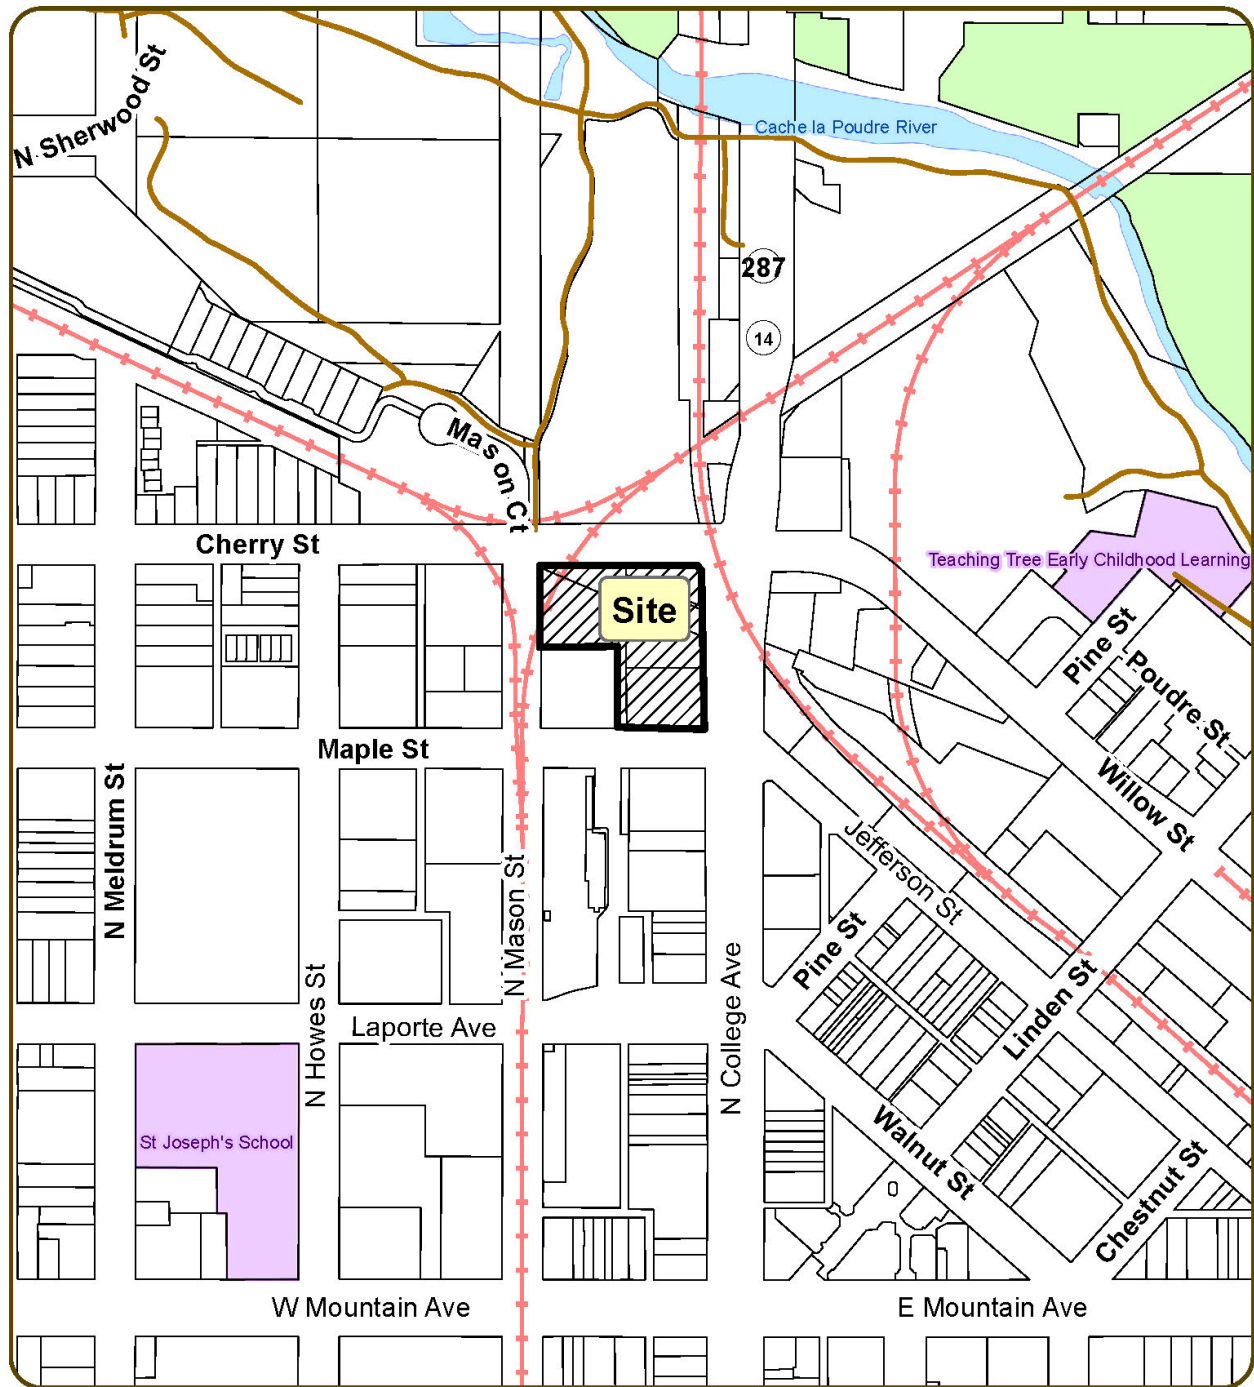 N Sherwood St
Cache la Poudre River
287
14
Mason Ct
Cherry St
Teaching Tree Early Childhood Learning
Site
Pine St
Poudre St
Maple St
Willow St
N Meldrum St
Jefferson St
N Mason St
Pine St
N College Ave
Linden St
N Howes St
Laporte Ave
St Joseph's School
Walnut St
Chestnut St
W Mountain Ave
E Mountain Ave